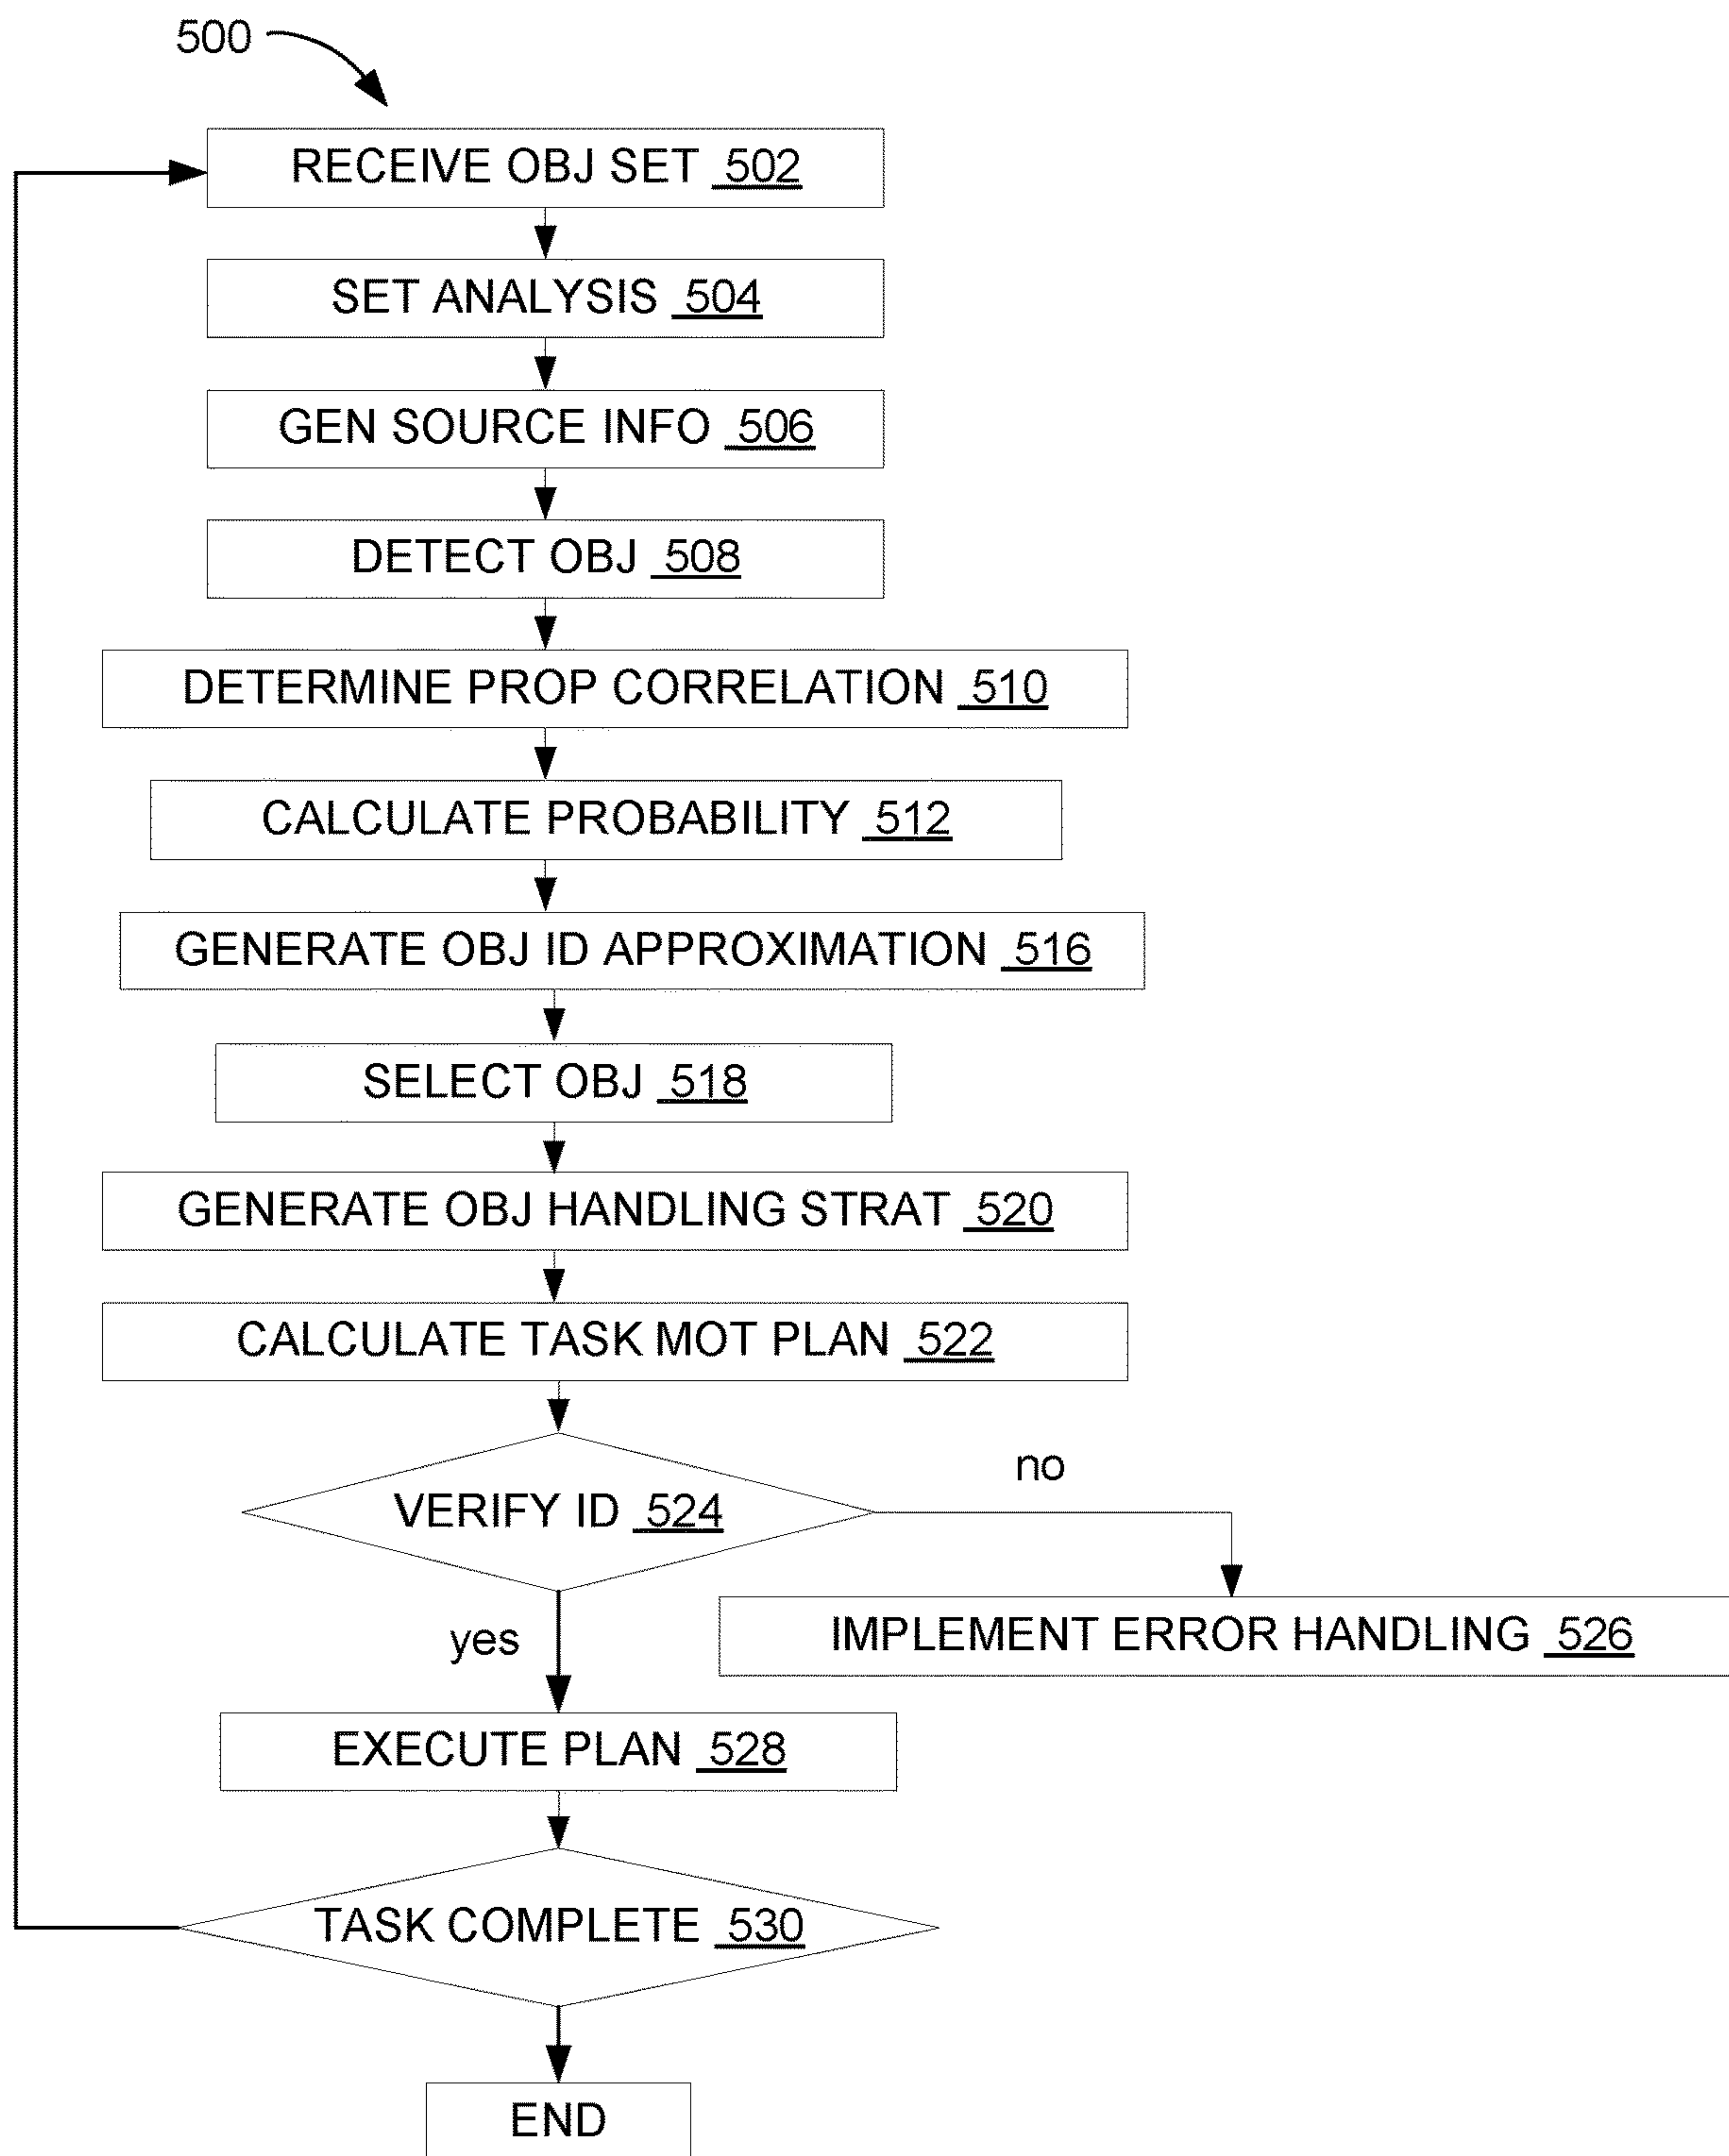 500
RECEIVE OBJ SET 502
SET ANALYSIS 504
GEN SOURCE INFO 506
DETECT OBJ 508
DETERMINE PROP CORRELATION 510
CALCULATE PROBABILITY 512
GENERATE OBJ ID APPROXIMATION 516
SELECT OBJ 518
GENERATE OBJ HANDLING STRAT 520
CALCULATE TASK MOT PLAN 522
no
VERIFY ID 524
IMPLEMENT ERROR HANDLING 526
yes
EXECUTE PLAN 528
TASK COMPLETE 530
END